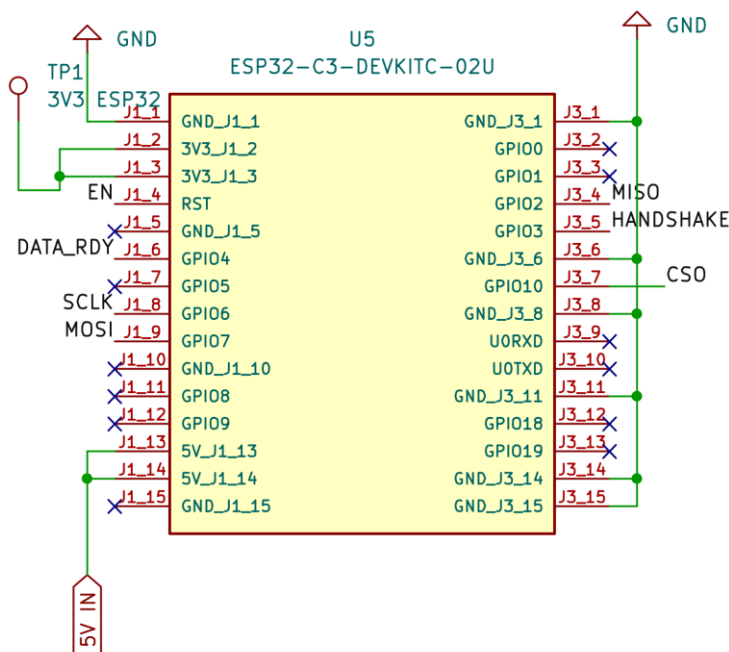 GND
U5
GND
ESP32-C3-DEVKITC-02U
TP1
3V3 ESP32
J1_1 GND_J1_1 GND_J3_1 J3_1
J1_2 3V3_J1_2 GPIO0 J3_2
J1_3 3V3_J1_3 GPIO1 J3_3
EN J1_4 RST GPIO2 J3_4 MISO
J1_5 GND_J1_5 GPIO3 J3_5 HANDSHAKE
DATA_RDY J1_6 GPIO4 GND_J3_6 J3_6
J1_7 GPIO5 GPIO10 J3_7 CSO
SCLK J1_8 GPIO6 GND_J3_8 J3_8
MOSI J1_9 GPIO7 U0RXD J3_9
J1_10 GND_J1_10 U0TXD J3_10
J1_11 GPIO8 GND_J3_11 J3_11
J1_12 GPIO9 GPIO18 J3_12
J1_13 5V_J1_13 GPIO19 J3_13
J1_14 5V_J1_14 GND_J3_14 J3_14
J1_15 GND_J1_15 GND_J3_15 J3_15
5V IN